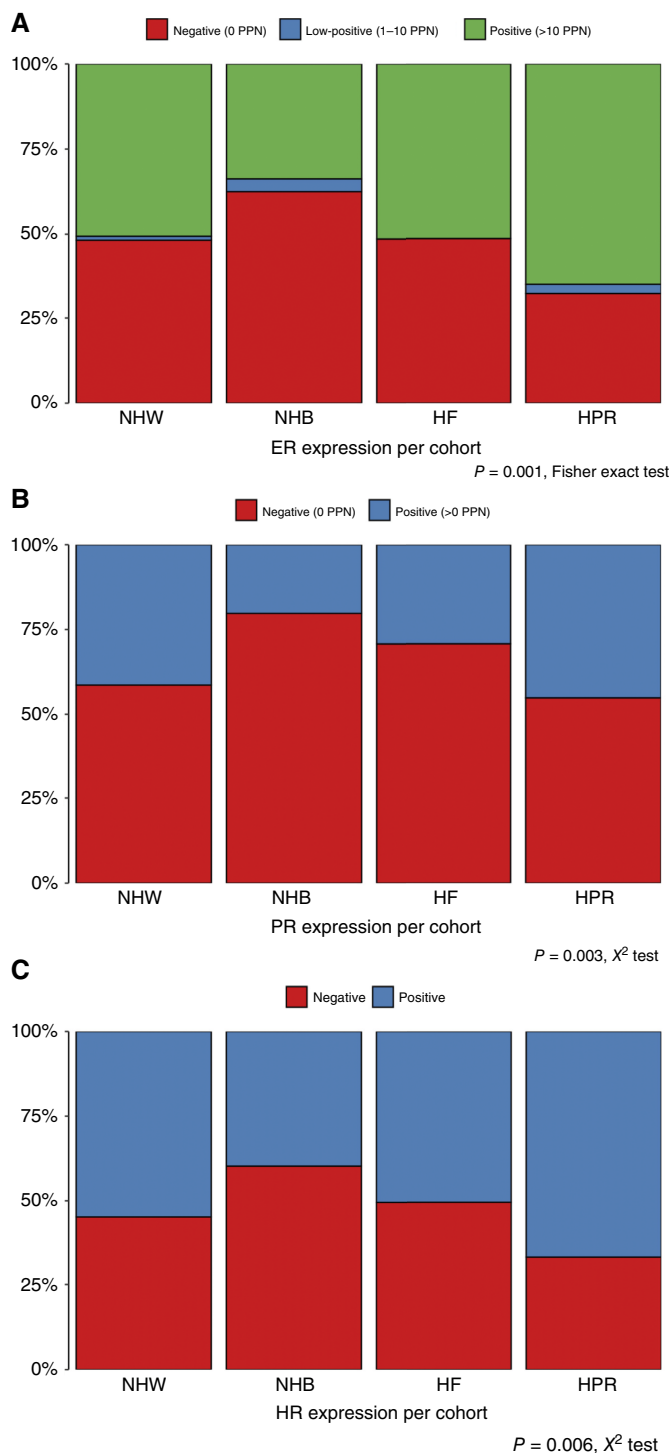 A
Negative (0 PPN) Low-positive (1–10 PPN) Positive (>10 PPN)
100%
75%
50%
25%
0%
NHW NHB HF HPR
ER expression per cohort
P = 0.001, Fisher exact test
B
Negative (0 PPN) Positive (>0 PPN)
100%
75%
50%
25%
0%
NHW NHB HF HPR
PR expression per cohort
P = 0.003, X² test
C
Negative Positive
100%
75%
50%
25%
0%
NHW NHB HF HPR
HR expression per cohort
P = 0.006, X² test